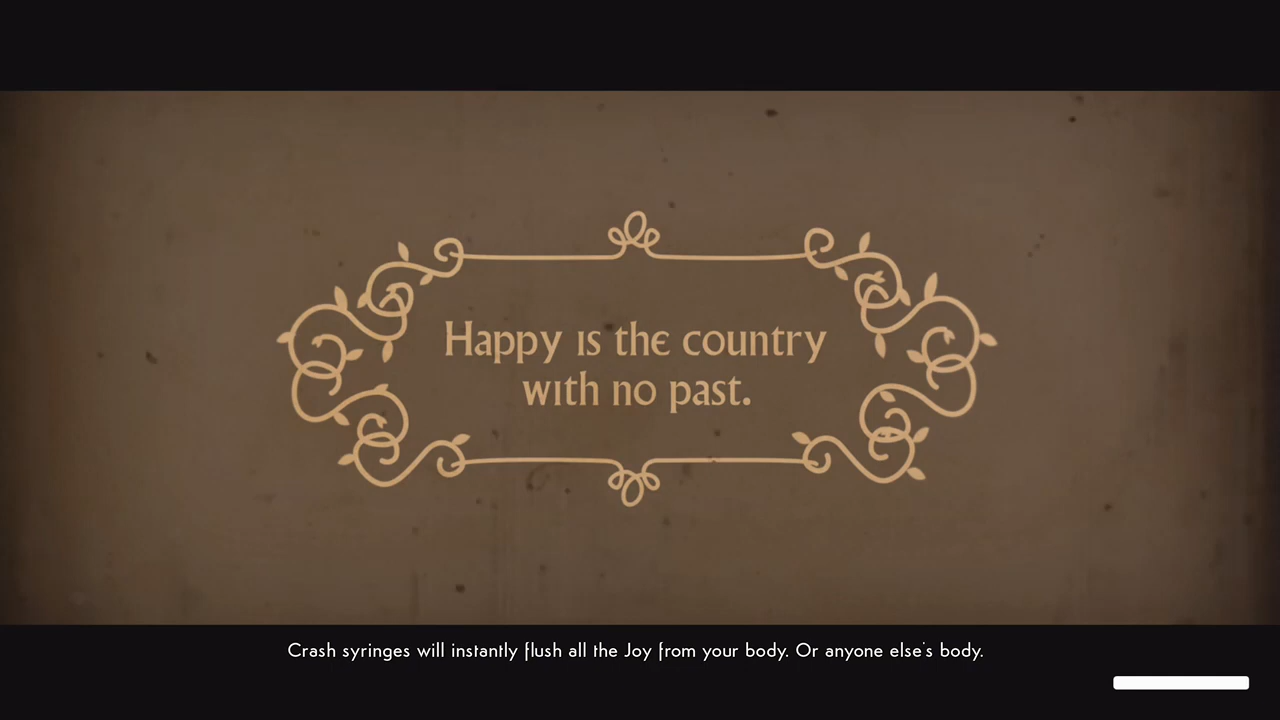 Happy is the country
with no past.
Crash syringes will instantly flush all the Joy from your body. Or anyone else's body.